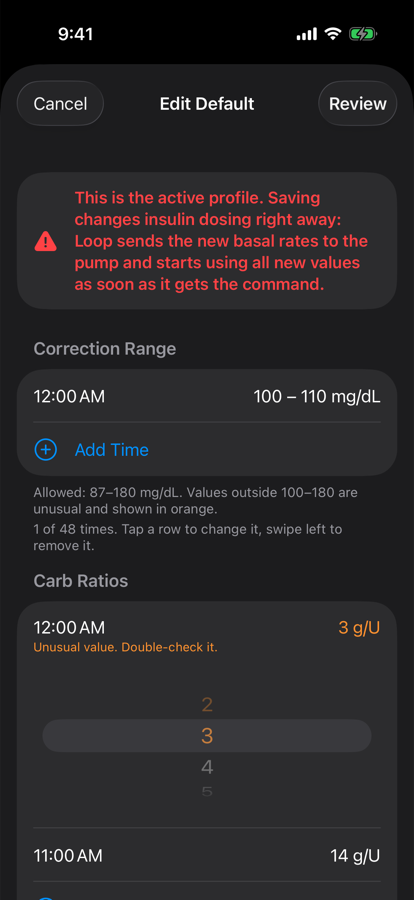 9:41
Cancel
Edit Default
Review
This is the active profile. Saving
changes insulin dosing right away:
Loop sends the new basal rates to the
pump and starts using all new values
as soon as it gets the command.
Correction Range
12:00 AM
100 – 110 mg/dL
Add Time
Allowed: 87–180 mg/dL. Values outside 100–180 are
unusual and shown in orange.
1 of 48 times. Tap a row to change it, swipe left to
remove it.
Carb Ratios
12:00 AM
3 g/U
Unusual value. Double-check it.
2
3
4
5
11:00 AM
14 g/U